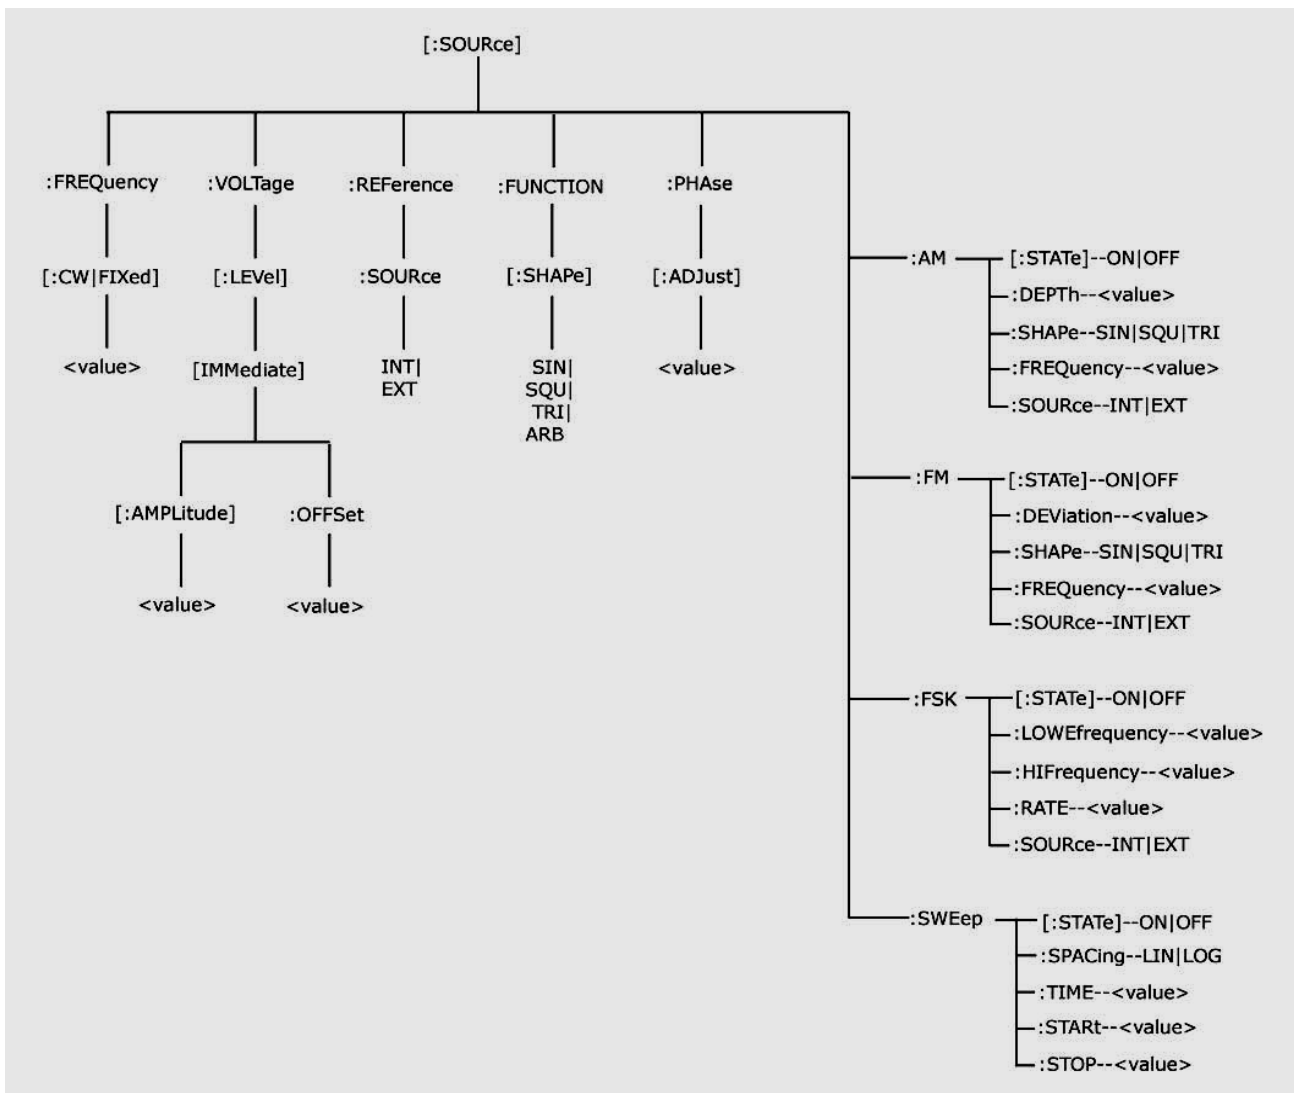 [:SOURce]
:FREQuency
[:CW|FIXed]
<value>
:VOLTage
[:LEVel]
[IMMediate]
[:AMPLitude]
<value>
:OFFSet
<value>
:REFerence
:SOURce
INT|
EXT
:FUNCTION
[:SHAPe]
SIN|
SQU|
TRI|
ARB
:PHAse
[:ADJust]
<value>
:AM
[:STATe]--ON|OFF
:DEPTh--<value>
:SHAPe--SIN|SQU|TRI
:FREQuency--<value>
:SOURce--INT|EXT
:FM
[:STATe]--ON|OFF
:DEViation--<value>
:SHAPe--SIN|SQU|TRI
:FREQuency--<value>
:SOURce--INT|EXT
:FSK
[:STATe]--ON|OFF
:LOWEfrequency--<value>
:HIFrequency--<value>
:RATE--<value>
:SOURce--INT|EXT
:SWEep
[:STATe]--ON|OFF
:SPACing--LIN|LOG
:TIME--<value>
:STARt--<value>
:STOP--<value>